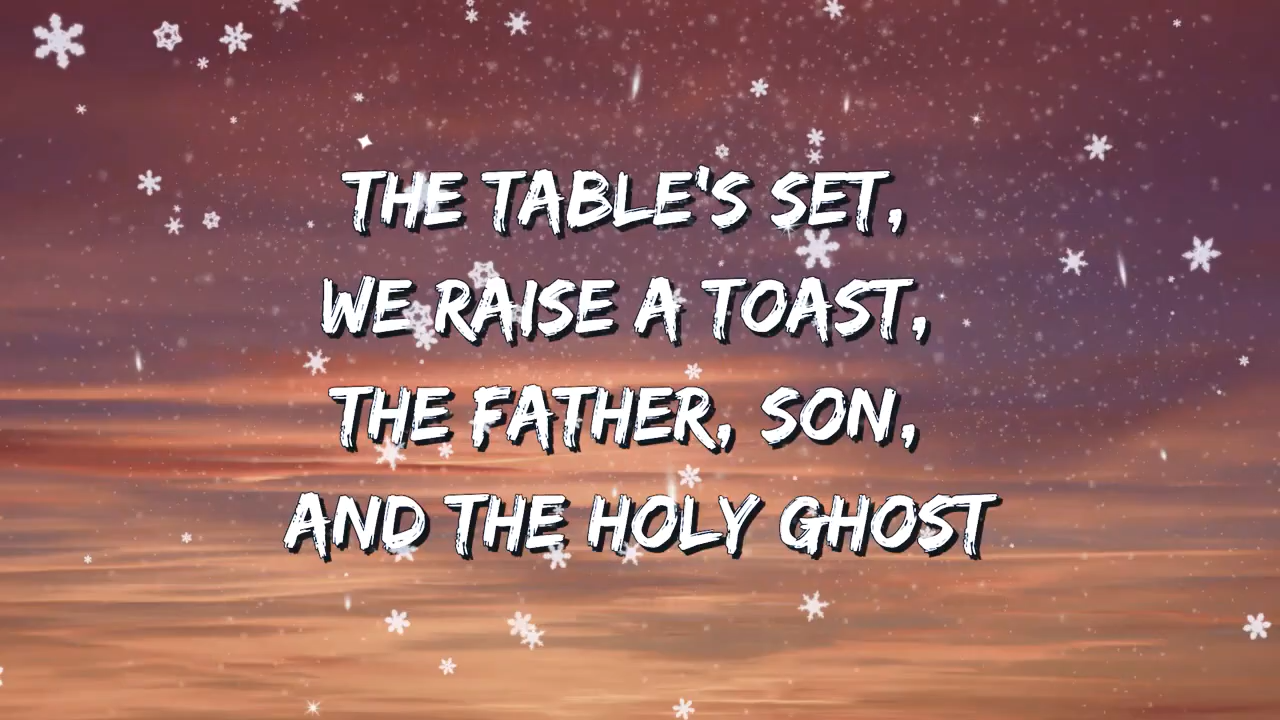 THE TABLE'S SET,
WE RAISE A TOAST,
THE FATHER, SON,
AND THE HOLY GHOST